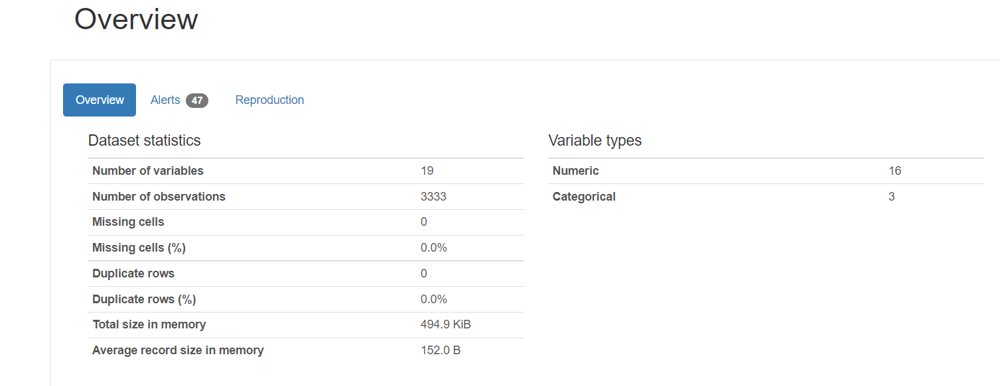 Overview
Overview Alerts 47 Reproduction
Dataset statistics
Number of variables 19
Number of observations 3333
Missing cells 0
Missing cells (%) 0.0%
Duplicate rows 0
Duplicate rows (%) 0.0%
Total size in memory 494.9 KiB
Average record size in memory 152.0 B
Variable types
Numeric 16
Categorical 3